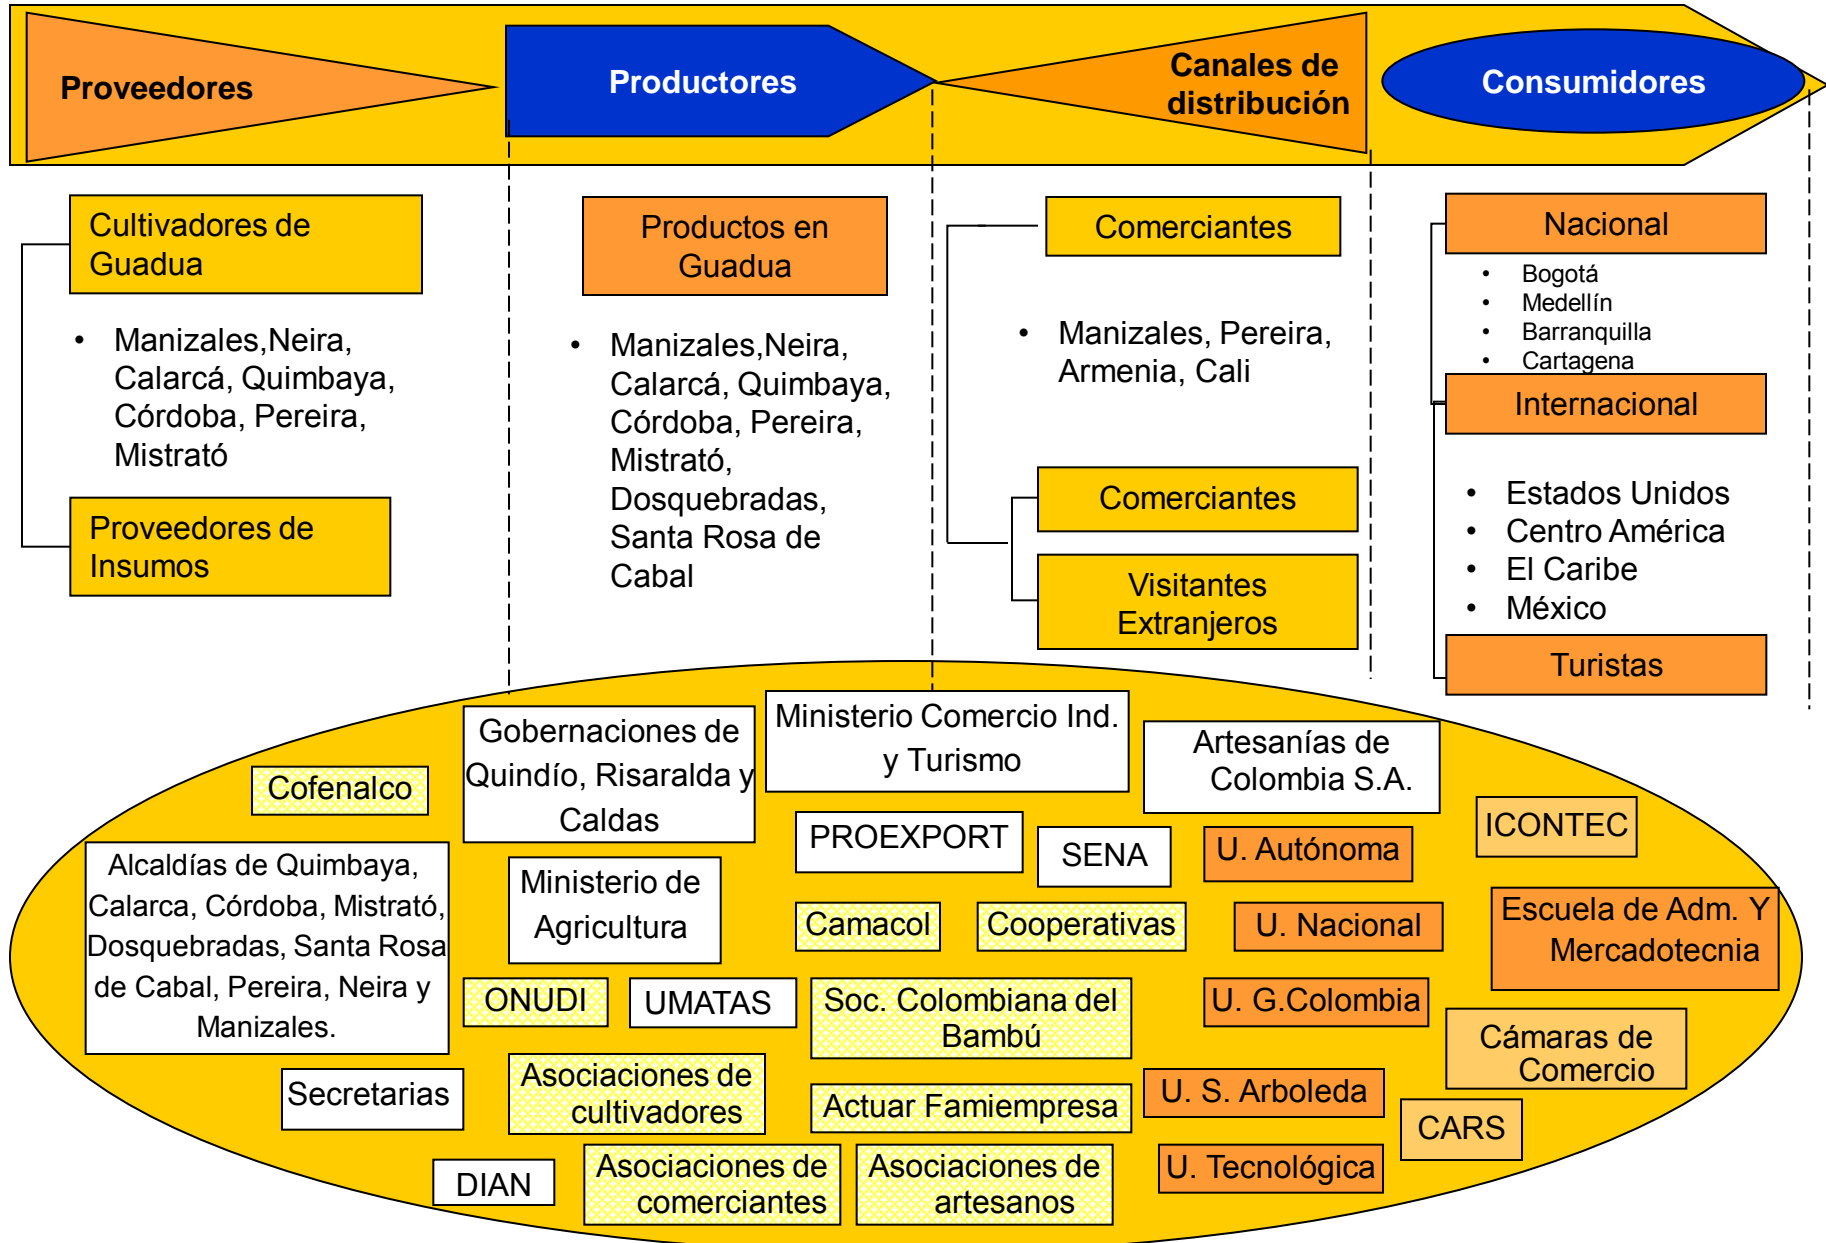 Proveedores
Productores
Canales de
distribución
Consumidores
Cultivadores de
Guadua
• Manizales,Neira,
Calarcá, Quimbaya,
Córdoba, Pereira,
Mistrató
Proveedores de
Insumos
Productos en
Guadua
• Manizales,Neira,
Calarcá, Quimbaya,
Córdoba, Pereira,
Mistrató,
Dosquebradas,
Santa Rosa de
Cabal
Comerciantes
• Manizales, Pereira,
Armenia, Cali
Comerciantes
Visitantes
Extranjeros
Nacional
• Bogotá
• Medellín
• Barranquilla
• Cartagena
Internacional
• Estados Unidos
• Centro América
• El Caribe
• México
Turistas
Cofenalco
Gobernaciones de
Quindío, Risaralda y
Caldas
Ministerio Comercio Ind.
y Turismo
Artesanías de
Colombia S.A.
ICONTEC
Alcaldías de Quimbaya,
Calarca, Córdoba, Mistrató,
Dosquebradas, Santa Rosa
de Cabal, Pereira, Neira y
Manizales.
Ministerio de
Agricultura
PROEXPORT
SENA
U. Autónoma
Camacol
Cooperativas
U. Nacional
Escuela de Adm. Y
Mercadotecnia
ONUDI
UMATAS
Soc. Colombiana del
Bambú
U. G.Colombia
Cámaras de
Comercio
Secretarias
Asociaciones de
cultivadores
Actuar Famiempresa
U. S. Arboleda
CARS
DIAN
Asociaciones de
comerciantes
Asociaciones de
artesanos
U. Tecnológica